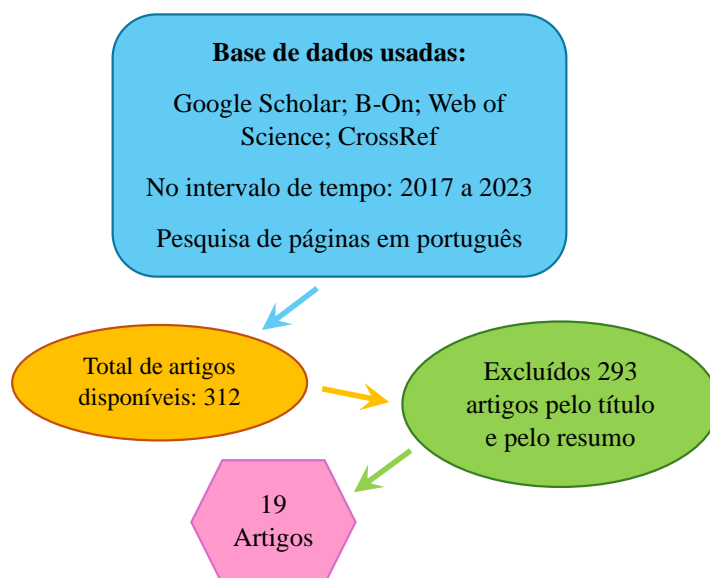 Base de dados usadas:
Google Scholar; B-On; Web of
Science; CrossRef
No intervalo de tempo: 2017 a 2023
Pesquisa de páginas em português
Total de artigos
disponíveis: 312
Excluídos 293
artigos pelo título
e pelo resumo
19
Artigos